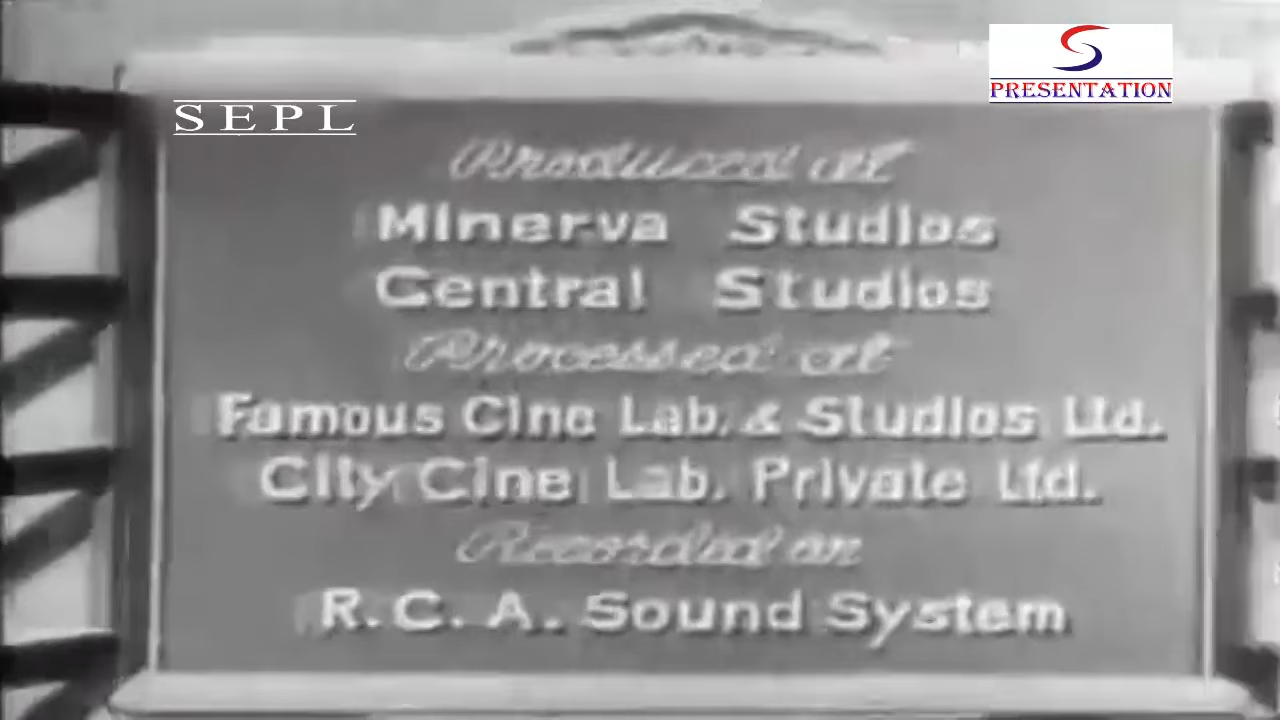 PRESENTATION
SEPL
Produced at
Minerva Studios
Central Studios
Processed at
Famous Cine Lab. & Studios Ltd.
City Cine Lab. Private Ltd.
Recorded on
R. C. A. Sound System